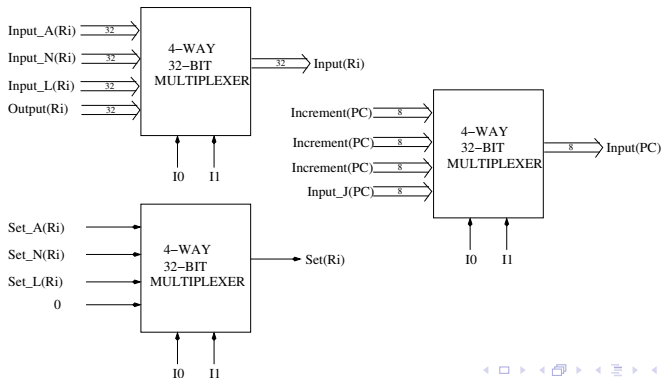 Input_A(Ri)
32
Input_N(Ri)
32
Input_L(Ri)
32
Output(Ri)
32
4-WAY
32-BIT
MULTIPLEXER
32
Input(Ri)
I0
I1
Increment(PC)
8
Increment(PC)
8
Increment(PC)
8
Input_J(PC)
8
4-WAY
32-BIT
MULTIPLEXER
8
Input(PC)
I0
I1
Set_A(Ri)
Set_N(Ri)
Set_L(Ri)
0
4-WAY
32-BIT
MULTIPLEXER
Set(Ri)
I0
I1